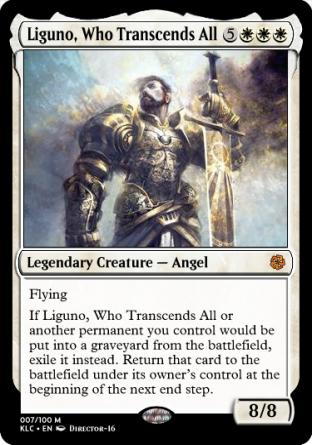 Liguno, Who Transcends All 5
Legendary Creature — Angel
Flying
If Liguno, Who Transcends All or
another permanent you control would be
put into a graveyard from the battlefield,
exile it instead. Return that card to the
battlefield under its owner's control at the
beginning of the next end step.
8/8
007/100 M
KLC • EN Director-16